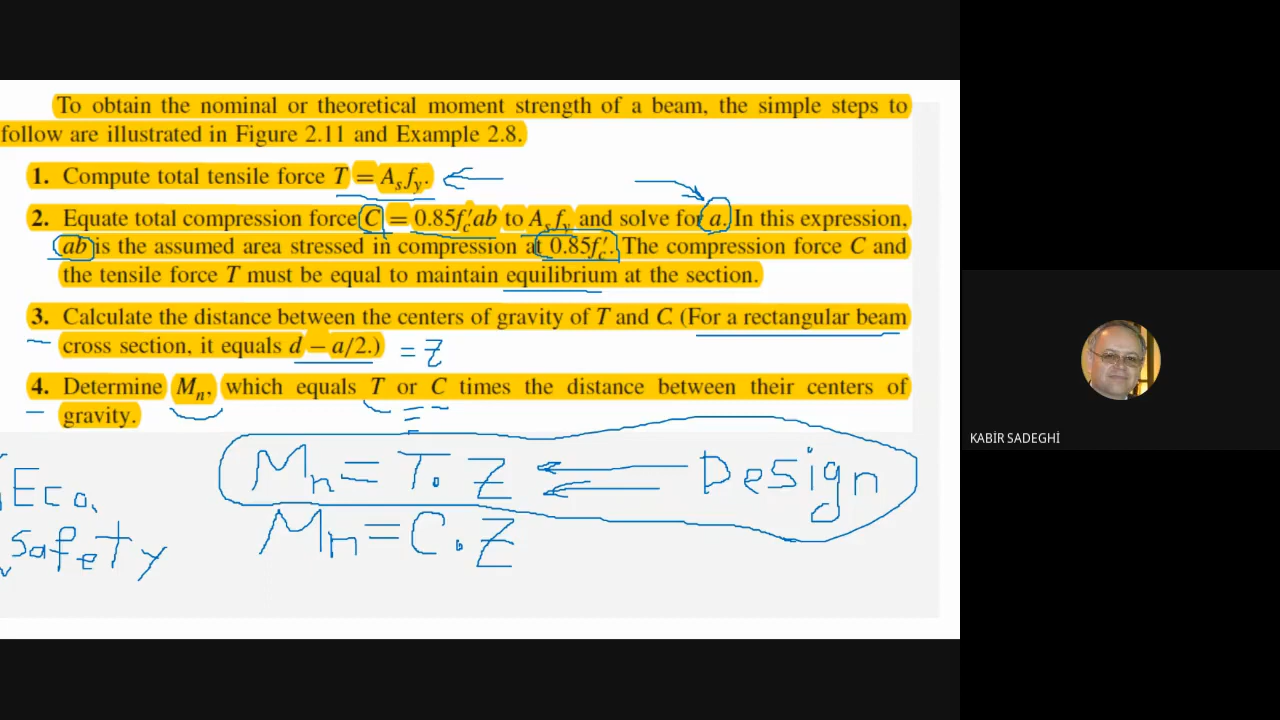 To obtain the nominal or theoretical moment strength of a beam, the simple steps to
follow are illustrated in Figure 2.11 and Example 2.8.
1. Compute total tensile force T = Aₛfᵧ.
2. Equate total compression force C = 0.85f'c ab to Aₛfᵧ and solve for a. In this expression,
ab is the assumed area stressed in compression at 0.85f'c. The compression force C and
the tensile force T must be equal to maintain equilibrium at the section.
3. Calculate the distance between the centers of gravity of T and C. (For a rectangular beam
cross section, it equals d − a/2.) = Z
4. Determine Mₙ, which equals T or C times the distance between their centers of
gravity.
Mn = T. Z Design
Eco.
Mn = C. Z
Safety
KABİR SADEGHİ